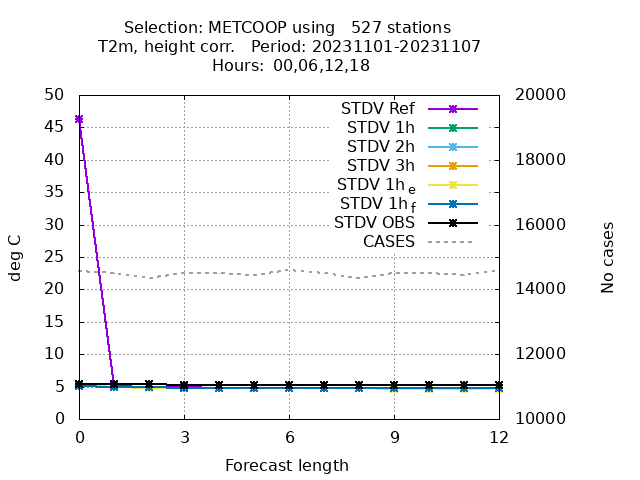 Selection: METCOOP using   527 stations
T2m, height corr.   Period: 20231101-20231107
Hours:  00,06,12,18
50
45
40
35
30
25
20
15
10
5
0
20000
18000
16000
14000
12000
10000
deg C
No cases
STDV Ref
STDV 1h
STDV 2h
STDV 3h
STDV 1he
STDV 1hf
STDV OBS
CASES
0 3 6 9 12
Forecast length